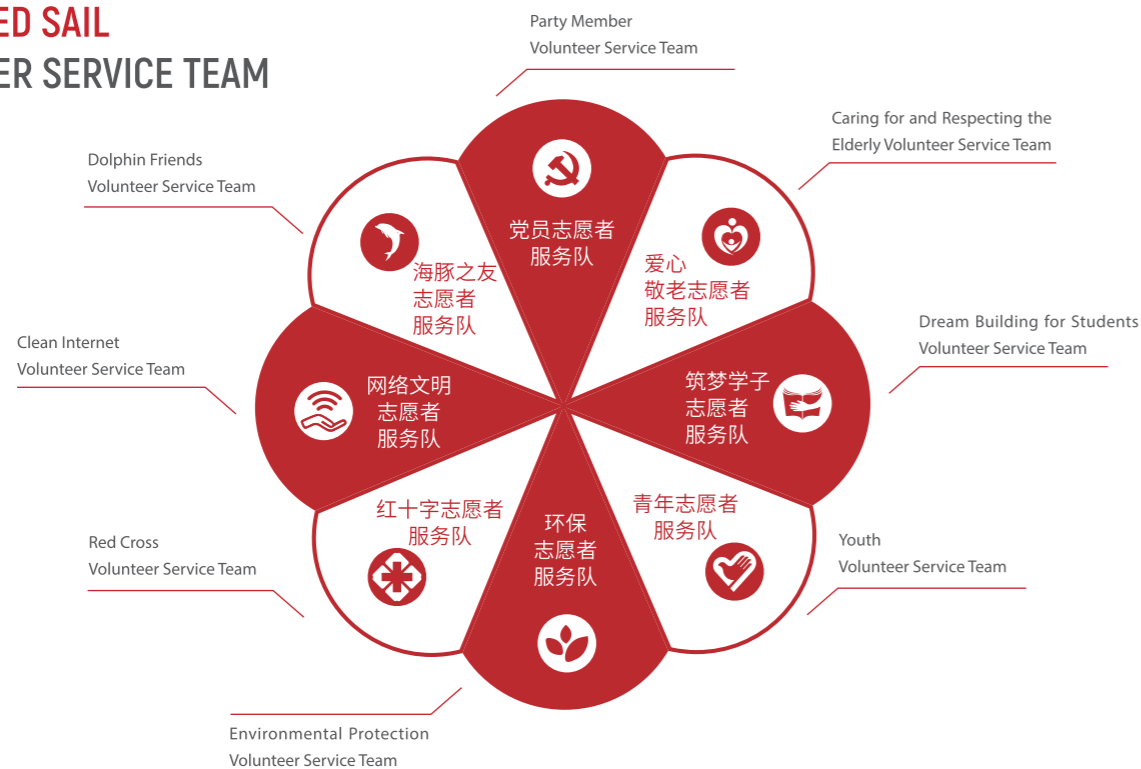 ED SAIL
ER SERVICE TEAM
Party Member
Volunteer Service Team
Caring for and Respecting the
Elderly Volunteer Service Team
Dolphin Friends
Volunteer Service Team
党员志愿者
服务队
海豚之友
志愿者
服务队
爱心
敬老志愿者
服务队
Dream Building for Students
Volunteer Service Team
Clean Internet
Volunteer Service Team
网络文明
志愿者
服务队
筑梦学子
志愿者
服务队
红十字志愿者
服务队
环保
志愿者
服务队
青年志愿者
服务队
Red Cross
Volunteer Service Team
Youth
Volunteer Service Team
Environmental Protection
Volunteer Service Team